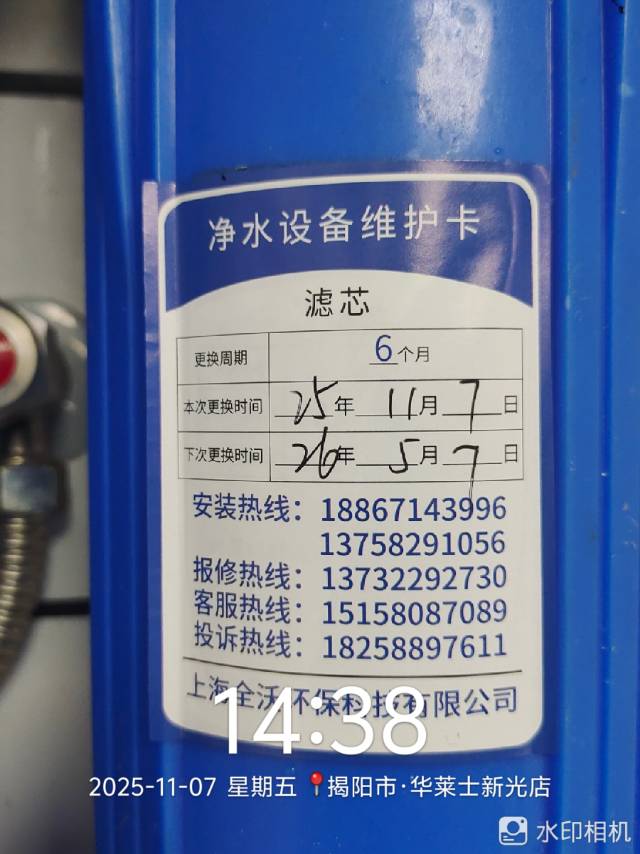 净水设备维护卡
滤芯
更换周期 6个月
本次更换时间 25年 11月 7日
下次更换时间 26年 5月 7日
安装热线：18867143996
13758291056
报修热线：13732292730
客服热线：15158087089
投诉热线：18258897611
上海全沃环保科技有限公司
14:38
2025-11-07 星期五 揭阳市·华莱士新光店
水印相机